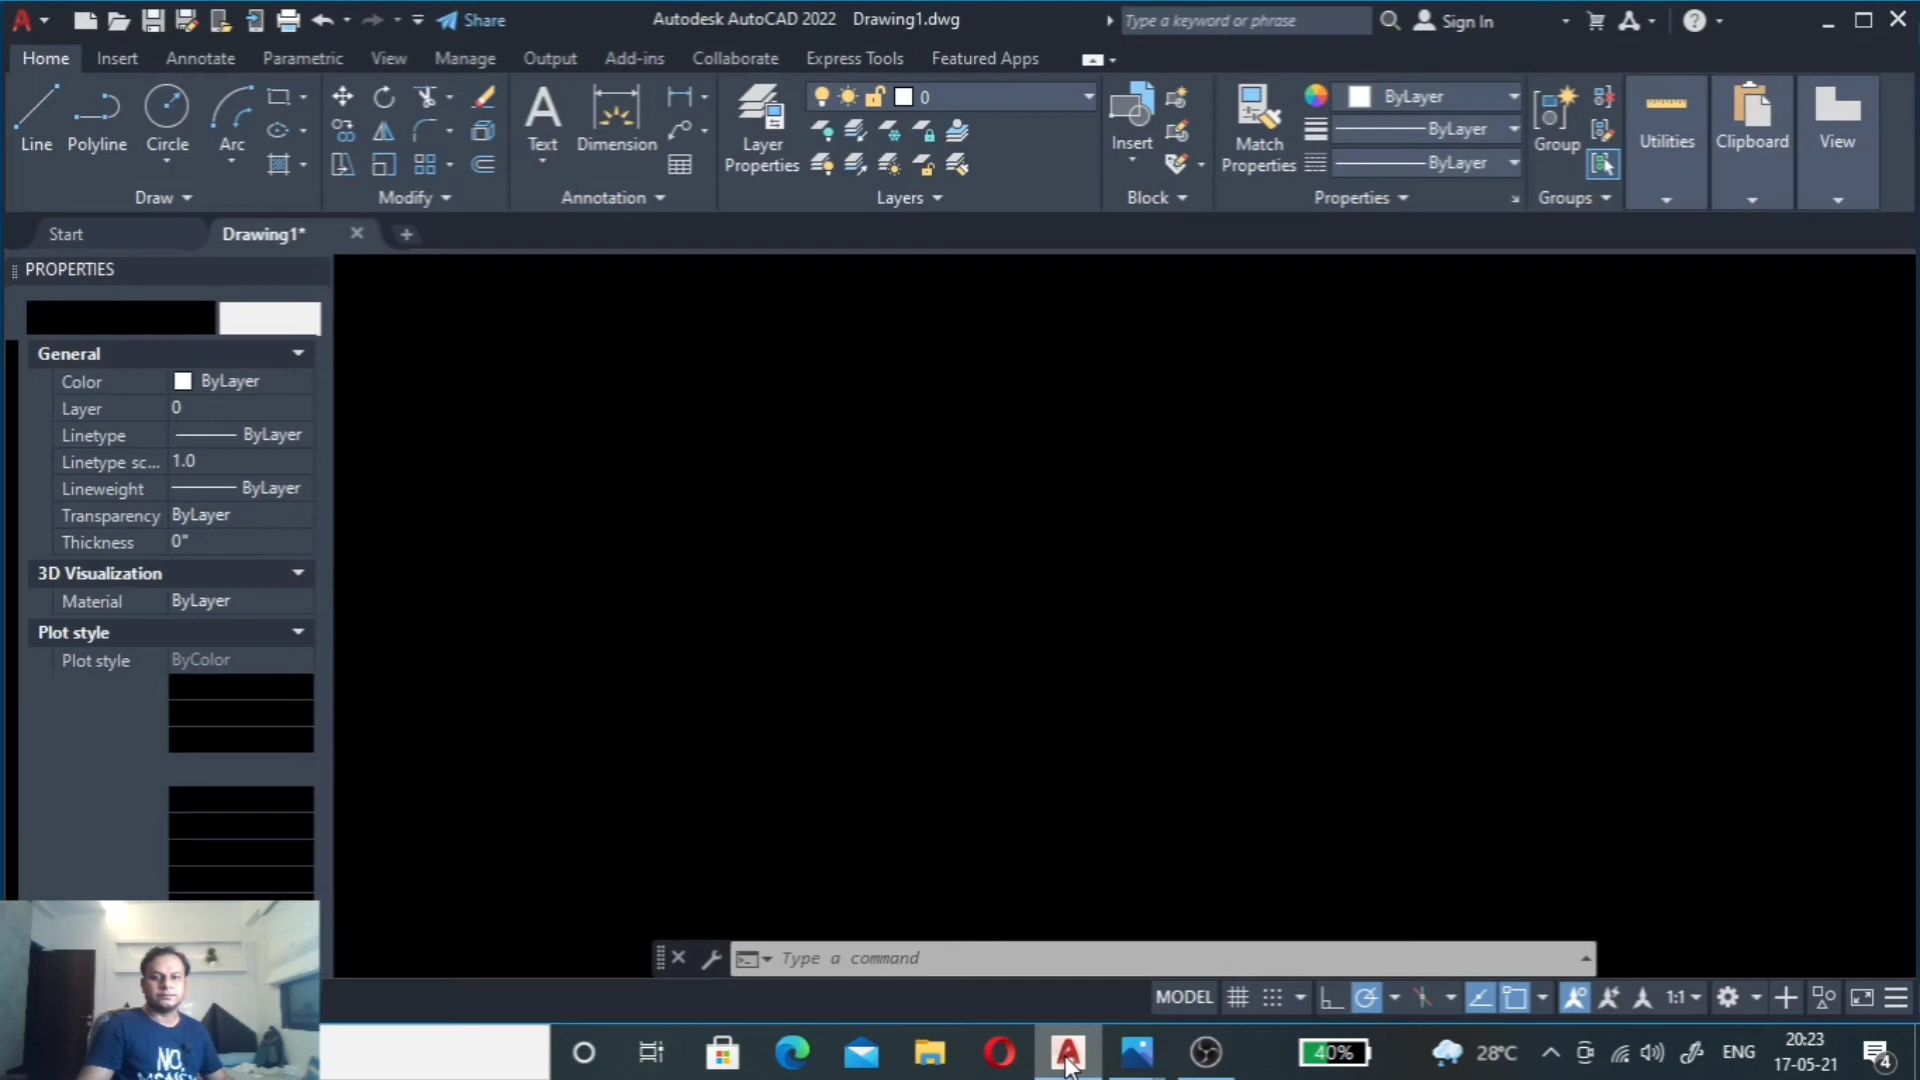 Share
Autodesk AutoCAD 2022 Drawing1.dwg
Type a keyword or phrase
Sign In
Home Insert Annotate Parametric View Manage Output Add-ins Collaborate Express Tools Featured Apps
0
ByLayer
ByLayer
ByLayer
Line Polyline Circle Arc
Text Dimension
Layer Properties
Insert
Match Properties
Group
Utilities
Clipboard
View
Draw Modify Annotation Layers Block Properties Groups
Start Drawing1*
PROPERTIES
General
Color ByLayer
Layer 0
Linetype ByLayer
Linetype sc... 1.0
Lineweight ByLayer
Transparency ByLayer
Thickness 0"
3D Visualization
Material ByLayer
Plot style
Plot style ByColor
Type a command
MODEL 1:1
NO,
40% 28°C ENG
20:23
17-05-21
4